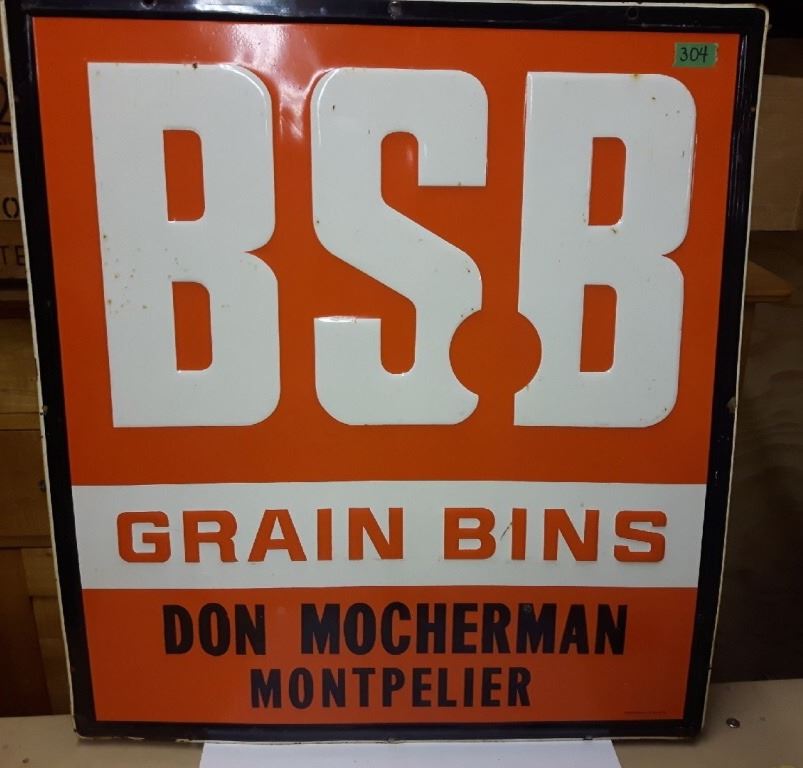 304
BS.B
GRAIN BINS
DON MOCHERMAN
MONTPELIER